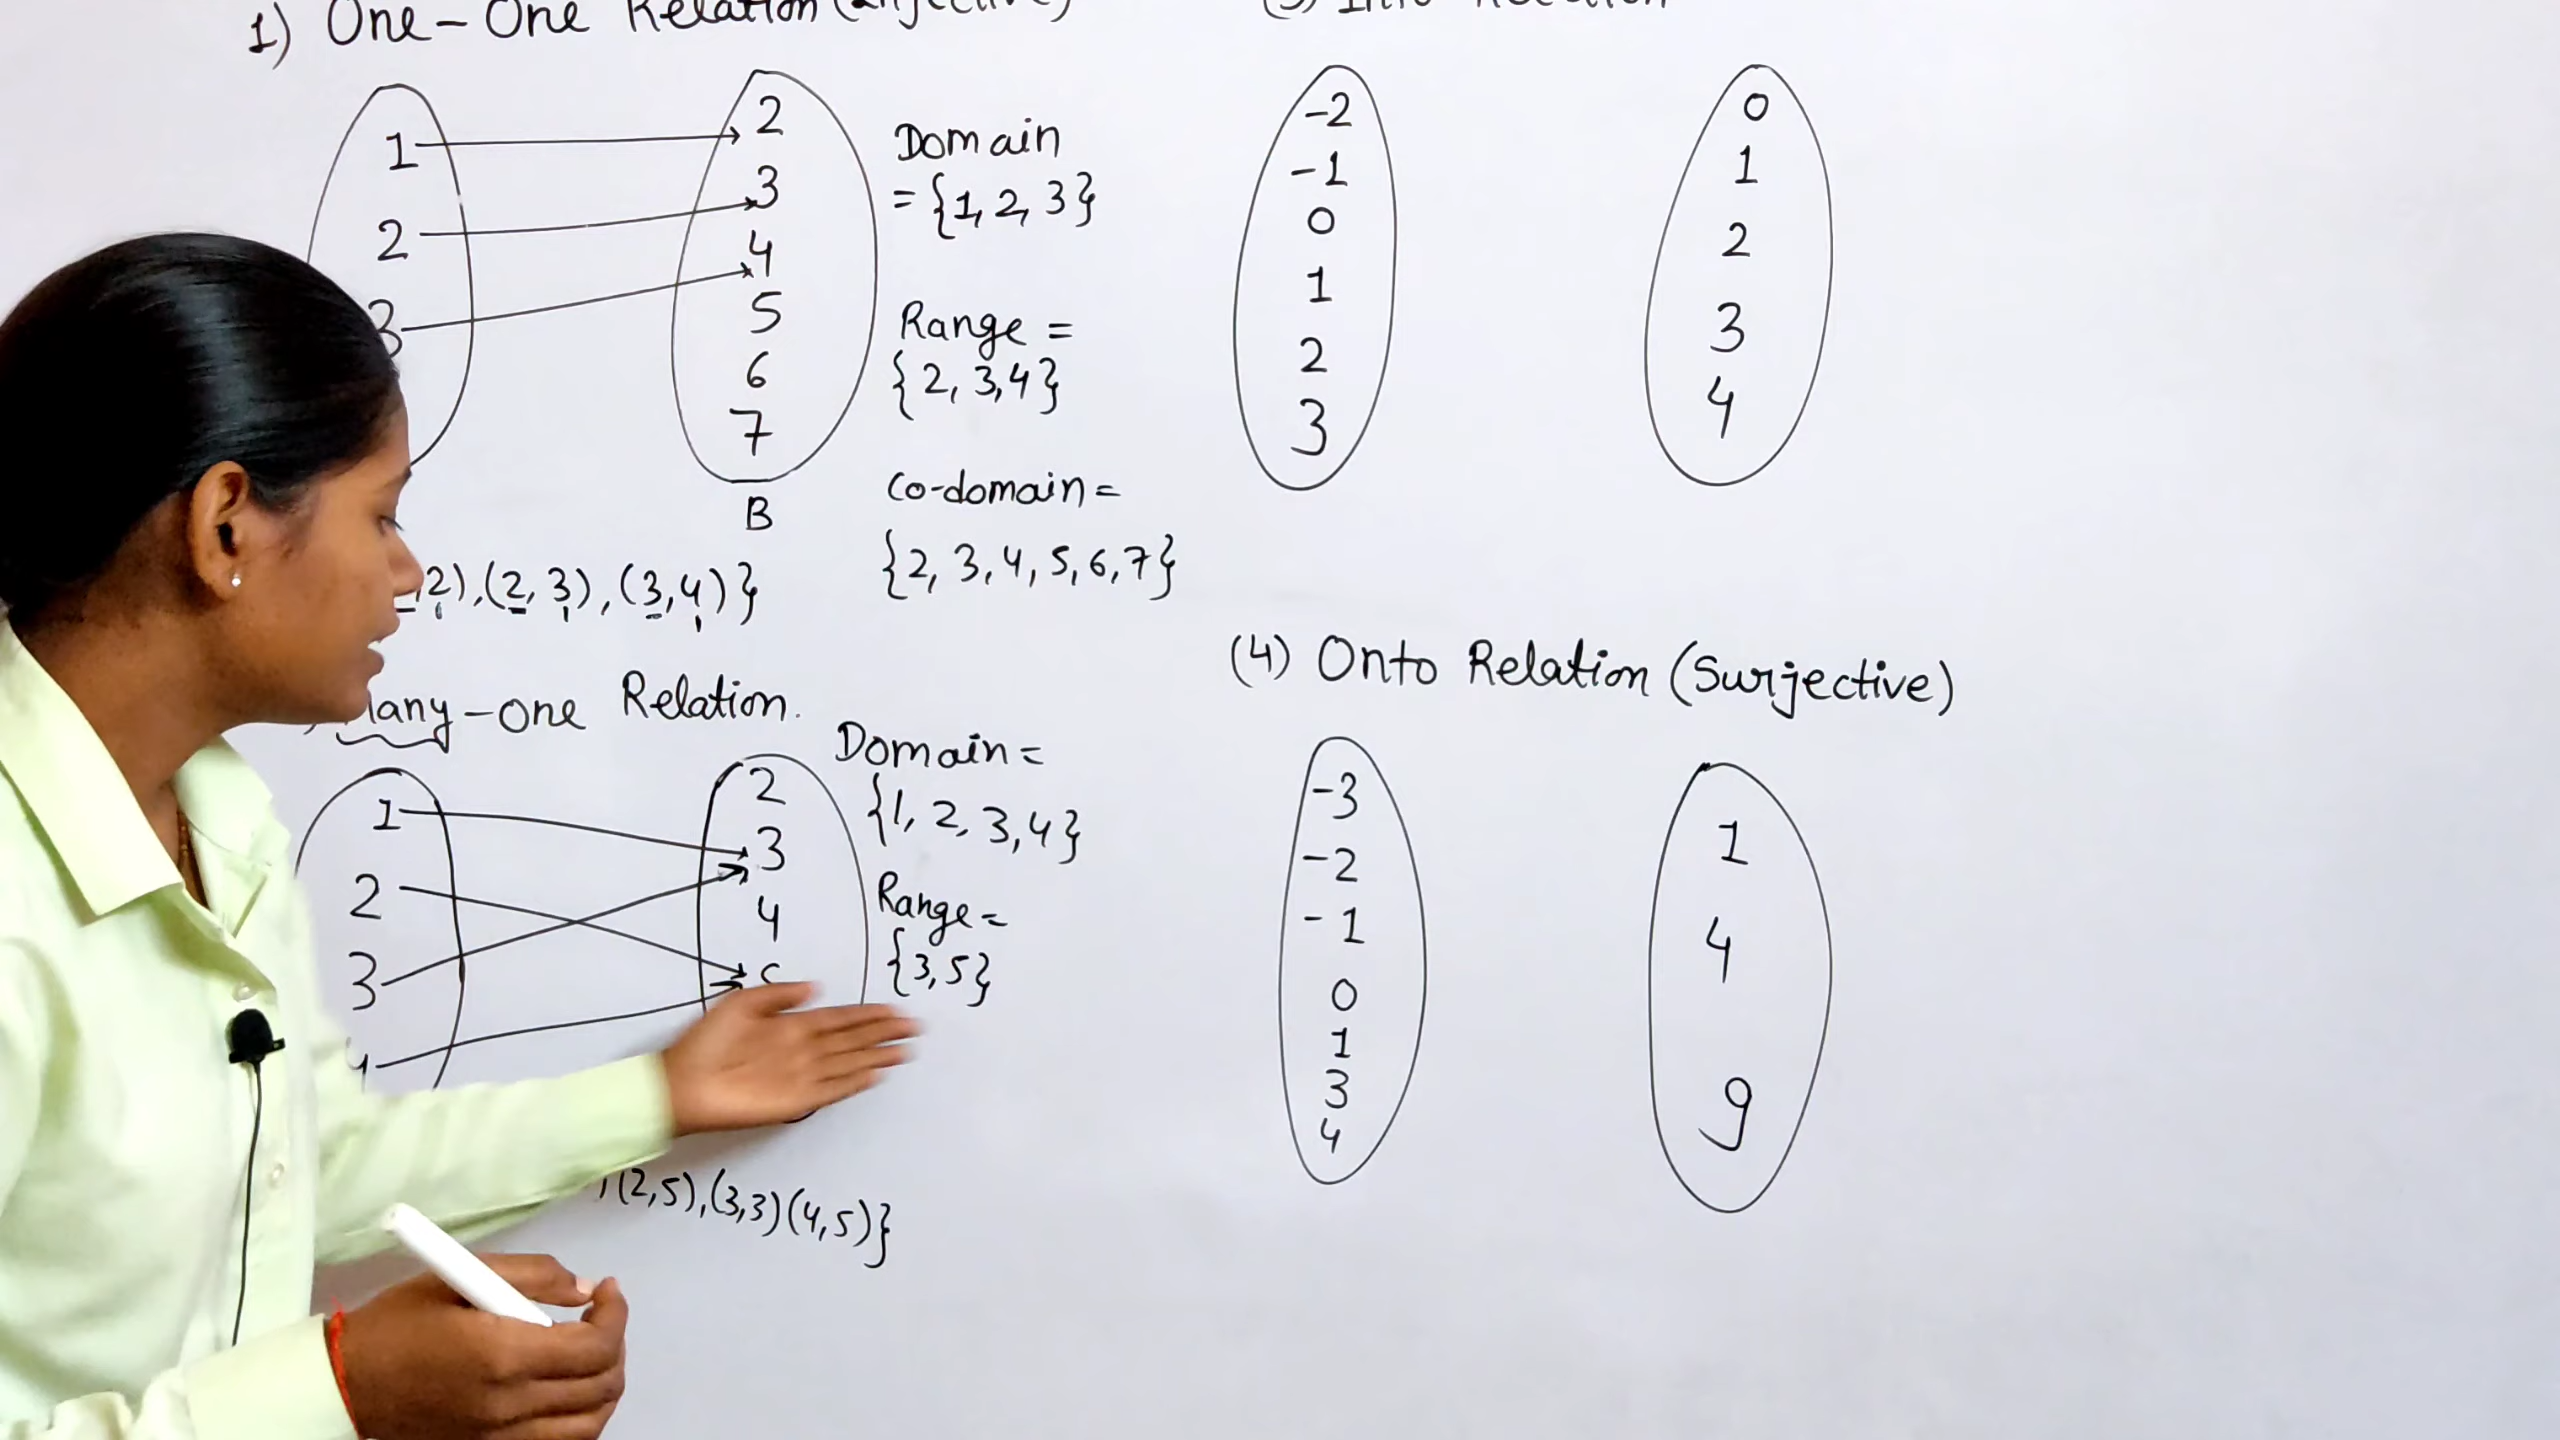 1) One-One Relation
1
2
3
2
3
4
5
6
7
B
Domain
= {1, 2, 3}
Range =
{2, 3, 4}
Co-domain =
{2, 3, 4, 5, 6, 7}
2), (2, 3), (3, 4)}
Many-one Relation.
1
2
3
2
3
4
Domain =
{1, 2, 3, 4}
Range =
{3, 5}
, (2, 5), (3, 3) (4, 5)}
-2
-1
0
1
2
3
0
1
2
3
4
(4) Onto Relation (Surjective)
-3
-2
-1
0
1
3
4
1
4
9